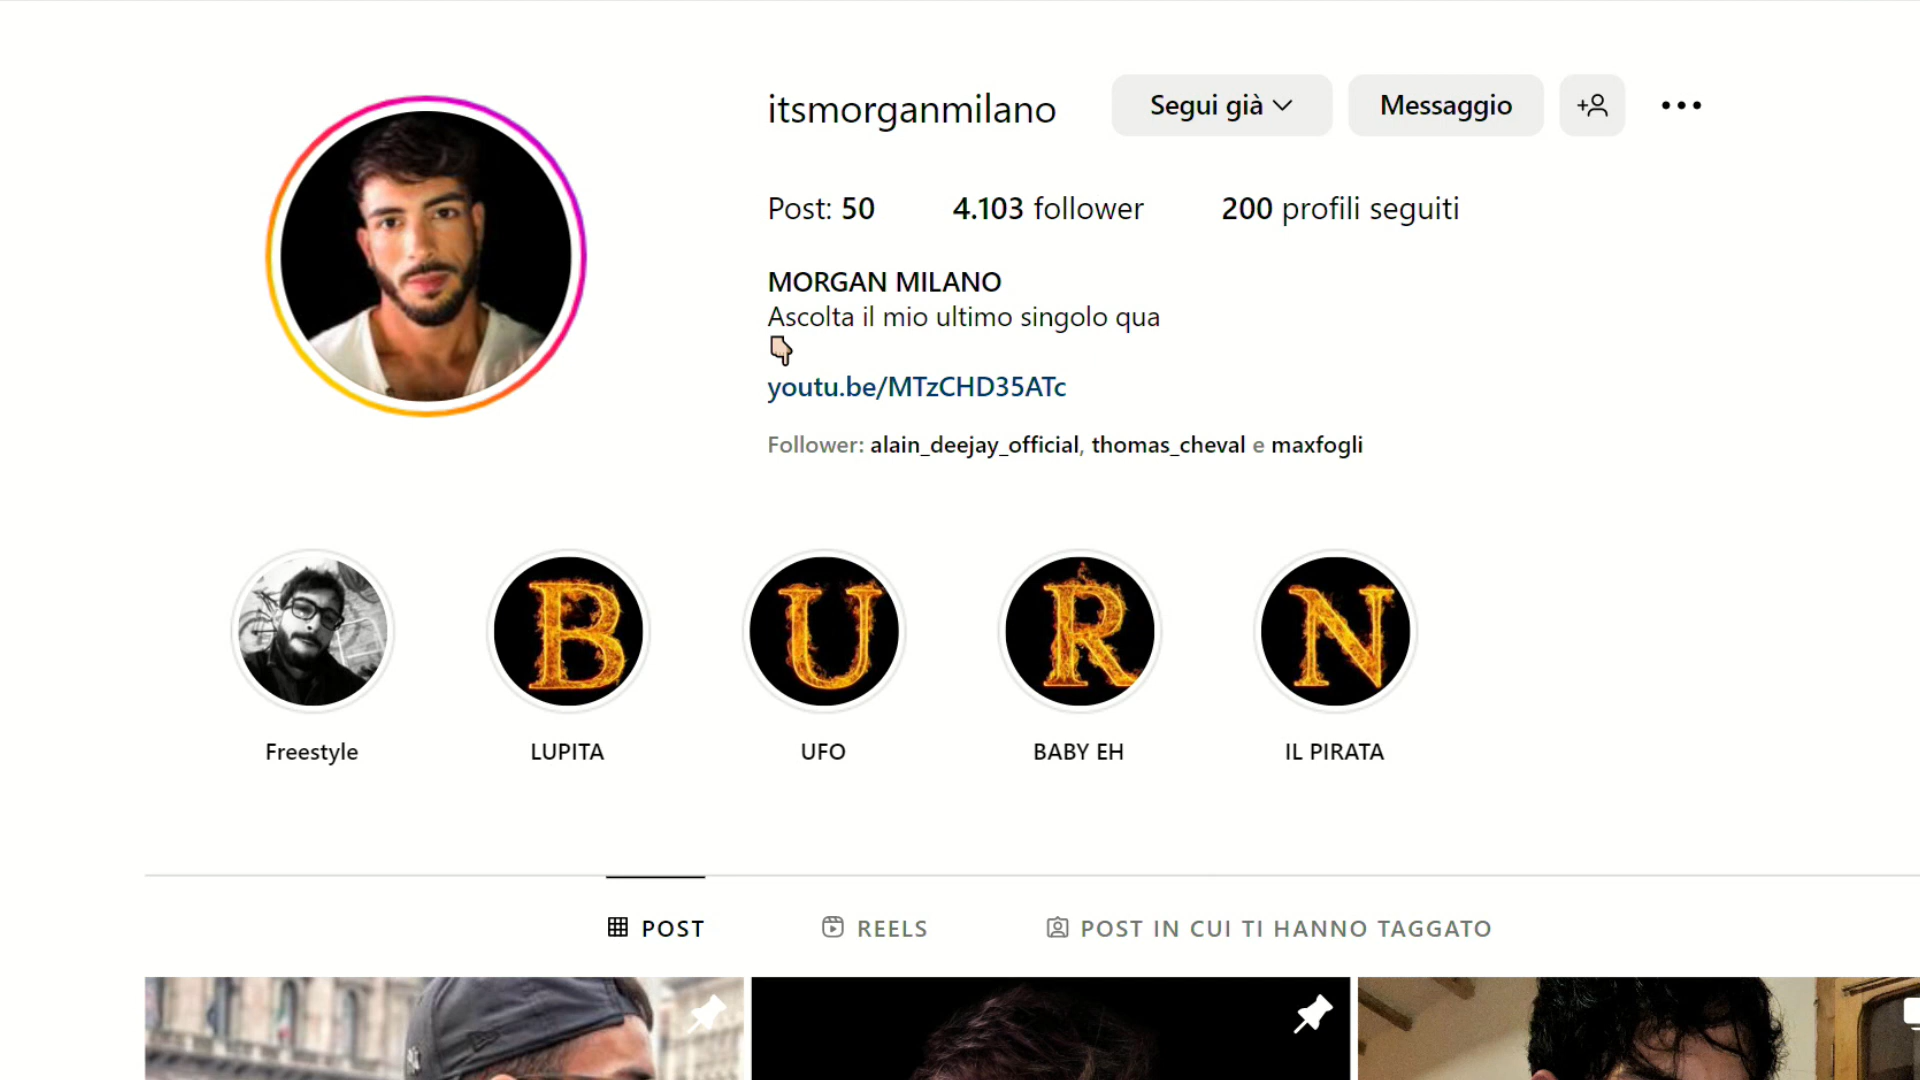 itsmorganmilano Segui già Messaggio
Post: 50 4.103 follower 200 profili seguiti
MORGAN MILANO
Ascolta il mio ultimo singolo qua
👇🏻
youtu.be/MTzCHD35ATc
Follower: alain_deejay_official, thomas_cheval e maxfogli
B U R N
Freestyle LUPITA UFO BABY EH IL PIRATA
POST REELS POST IN CUI TI HANNO TAGGATO